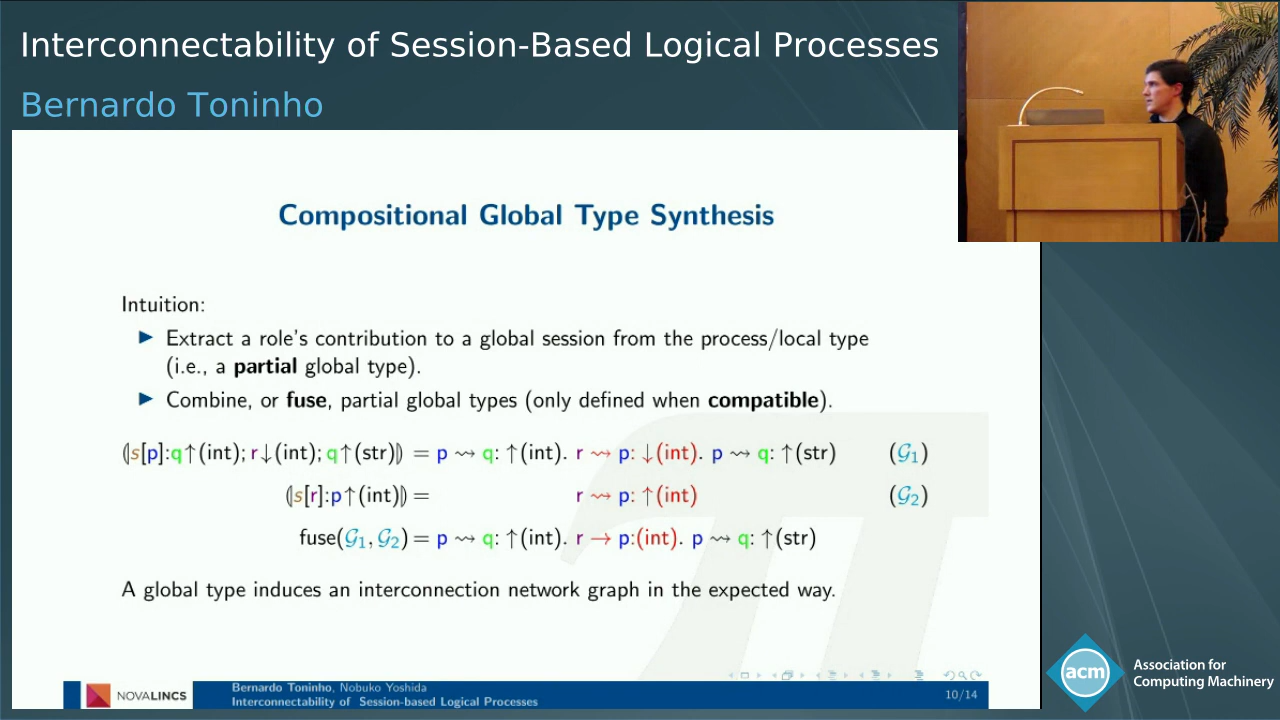 Interconnectability of Session-Based Logical Processes
Bernardo Toninho
Compositional Global Type Synthesis
Intuition:
► Extract a role's contribution to a global session from the process/local type
(i.e., a partial global type).
► Combine, or fuse, partial global types (only defined when compatible).
⦇s[p]:q↑(int); r↓(int); q↑(str)⦈ = p ⇝ q: ↑(int). r ⇝ p: ↓(int). p ⇝ q: ↑(str) (𝒢₁)
⦇s[r]:p↑(int)⦈ = r ⇝ p: ↑(int) (𝒢₂)
fuse(𝒢₁, 𝒢₂) = p ⇝ q: ↑(int). r → p:(int). p ⇝ q: ↑(str)
A global type induces an interconnection network graph in the expected way.
NOVALINCS
Bernardo Toninho, Nobuko Yoshida
Interconnectability of Session-based Logical Processes
10/14
acm
Association for
Computing Machinery